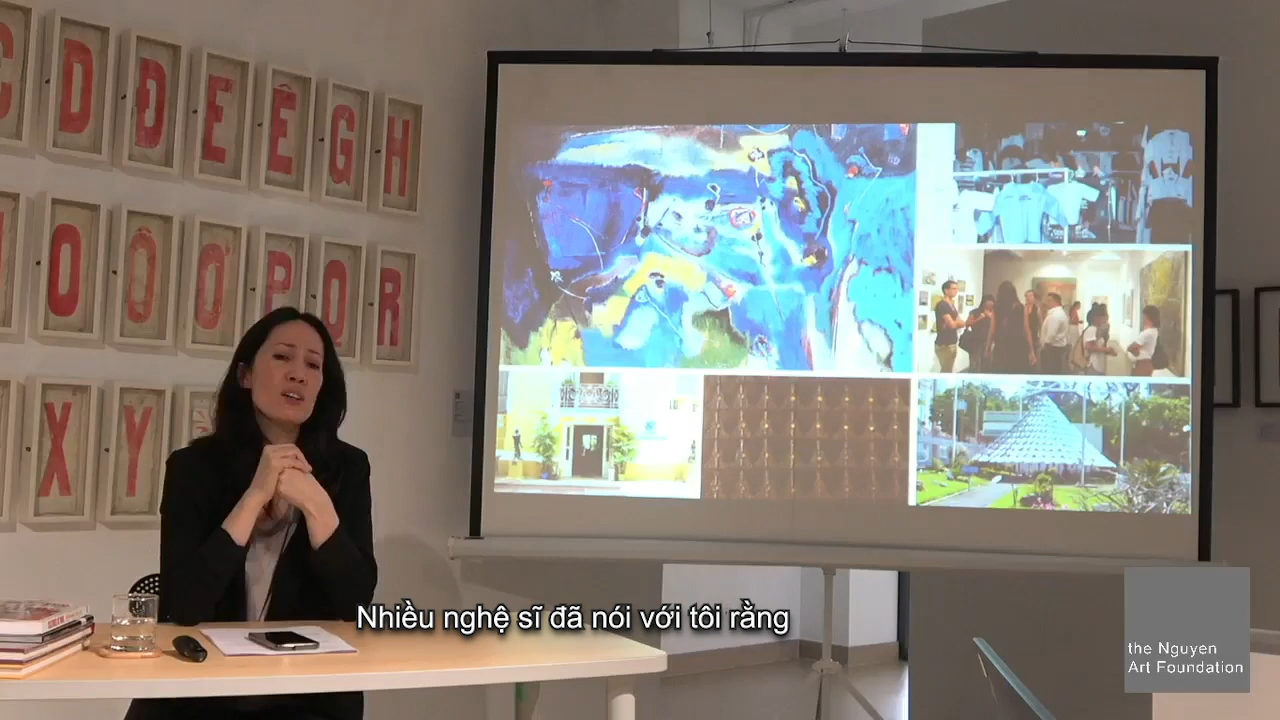 C D Đ E Ê G H
O Ô Ơ P Q R
X Y
Nhiều nghệ sĩ đã nói với tôi rằng
the Nguyen
Art Foundation